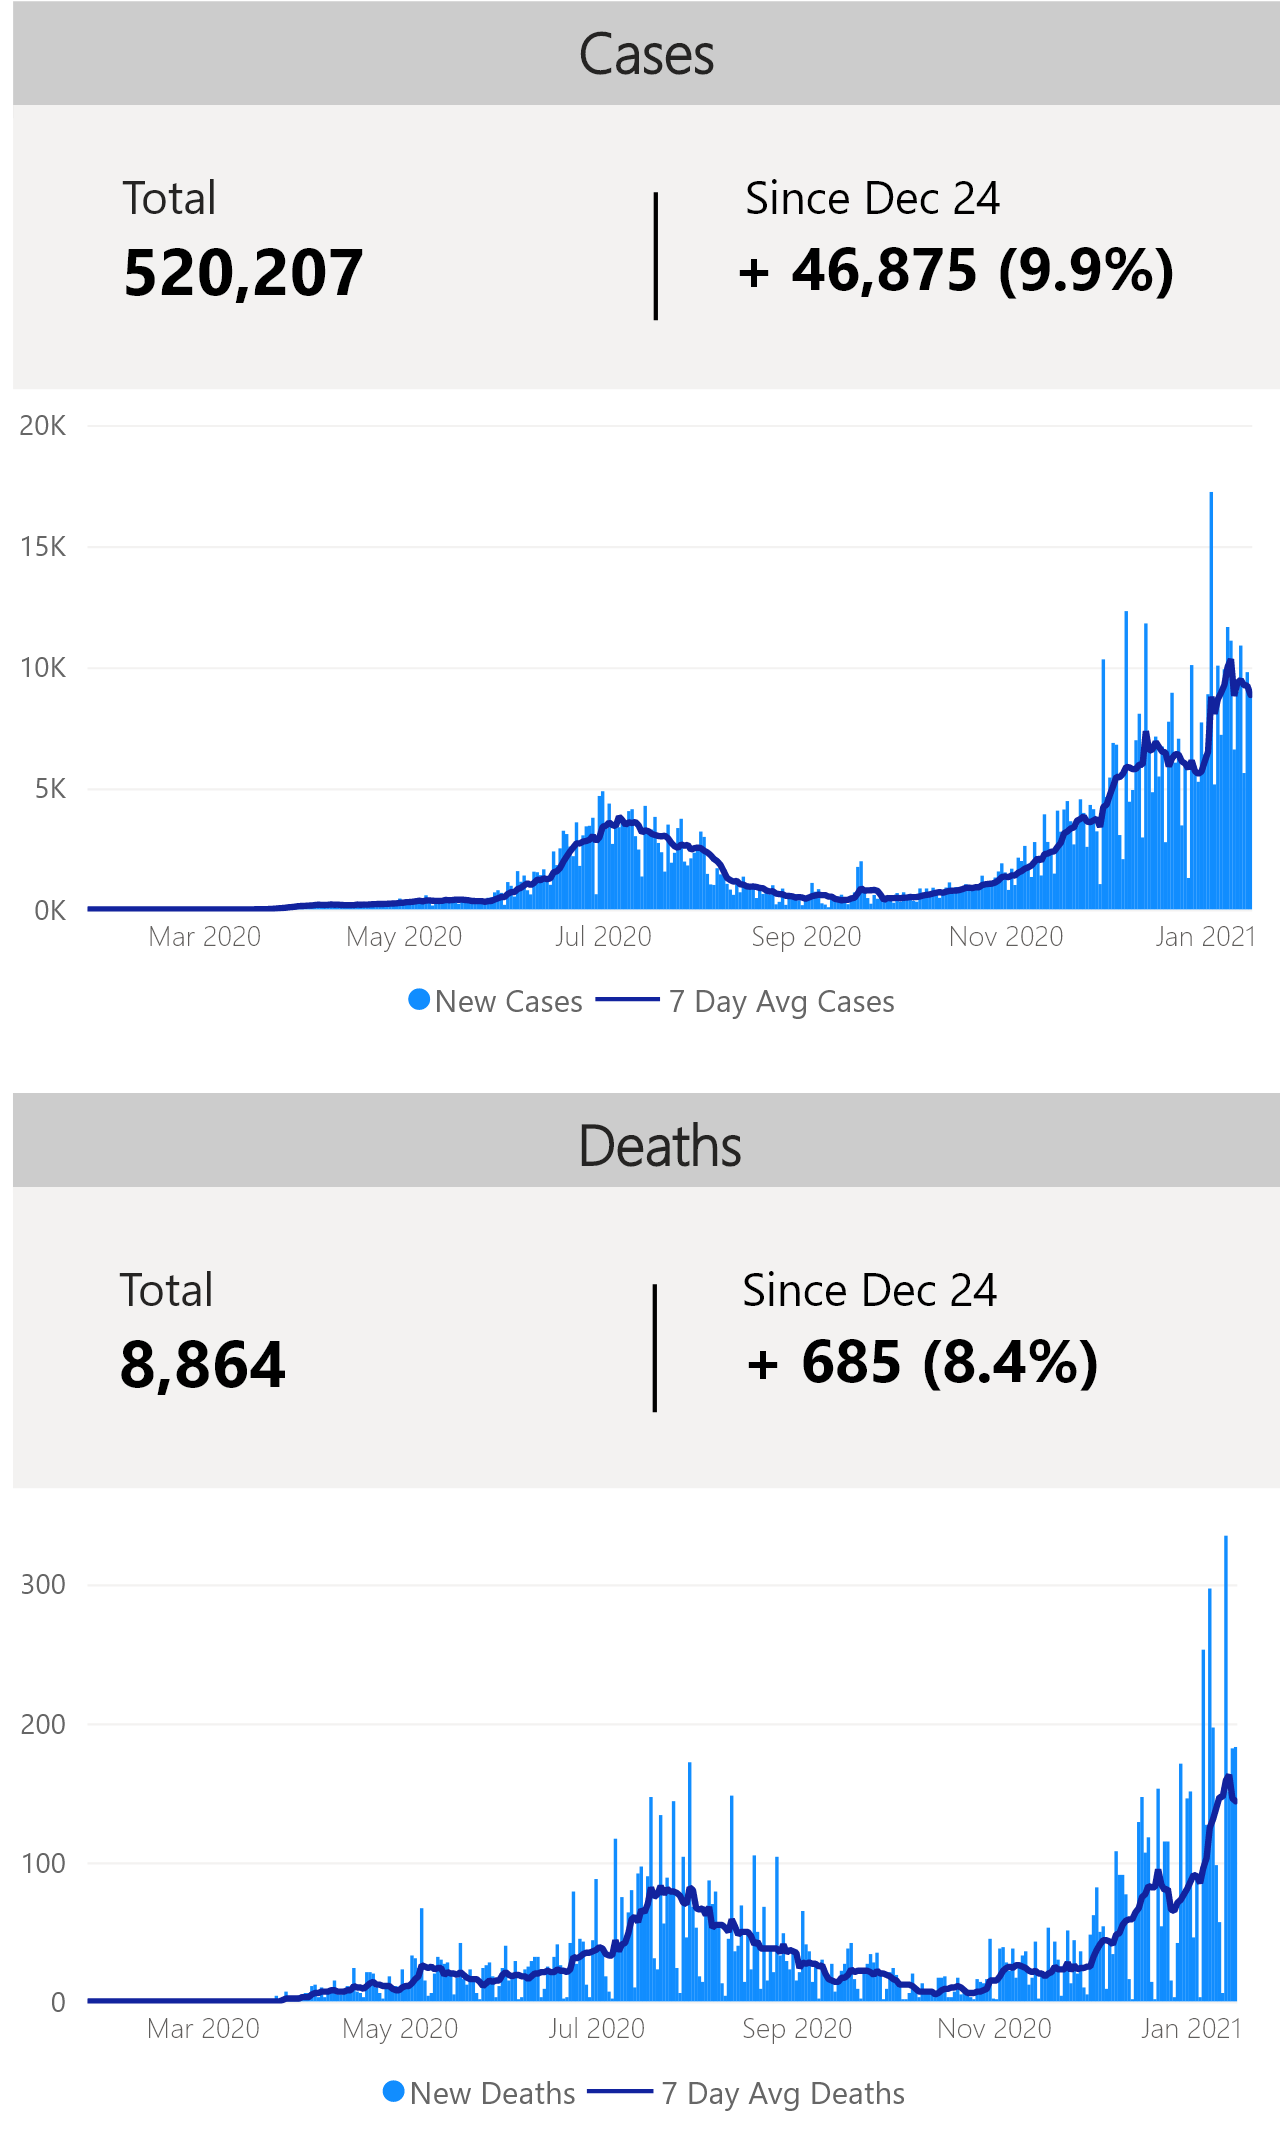 Cases
Total
Since Dec 24
520,207
+ 46,875 (9.9%)
20K
15K
10K
5K
0K
Mar 2020
May 2020
Jul 2020
Sep 2020
Nov 2020
Jan 2021
New Cases
7 Day Avg Cases
Deaths
Total
Since Dec 24
8,864
+ 685 (8.4%)
300
200
100
0
Mar 2020
May 2020
Jul 2020
Sep 2020
Nov 2020
Jan 2021
New Deaths
7 Day Avg Deaths